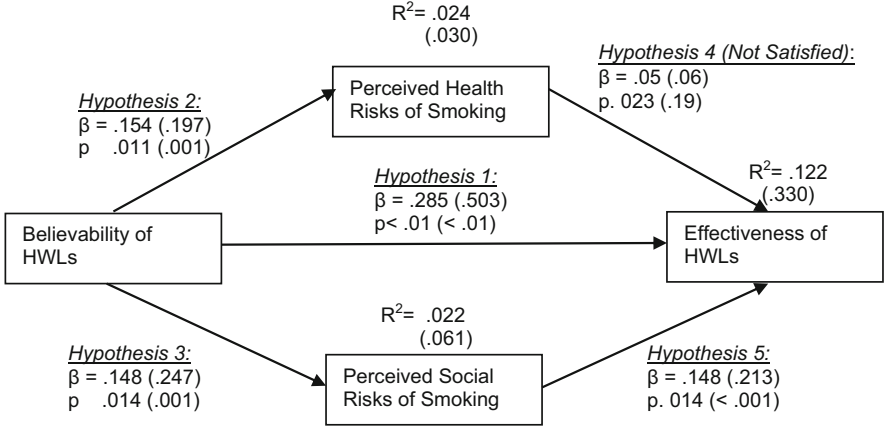 R²= .024
(.030)
Hypothesis 4 (Not Satisfied):
β = .05 (.06)
p. 023 (.19)
Perceived Health
Risks of Smoking
Hypothesis 2:
β = .154 (.197)
p .011 (.001)
Hypothesis 1:
β = .285 (.503)
p< .01 (< .01)
R²= .122
(.330)
Believability of
HWLs
Effectiveness of
HWLs
R²= .022
(.061)
Hypothesis 3:
β = .148 (.247)
p .014 (.001)
Perceived Social
Risks of Smoking
Hypothesis 5:
β = .148 (.213)
p. 014 (< .001)